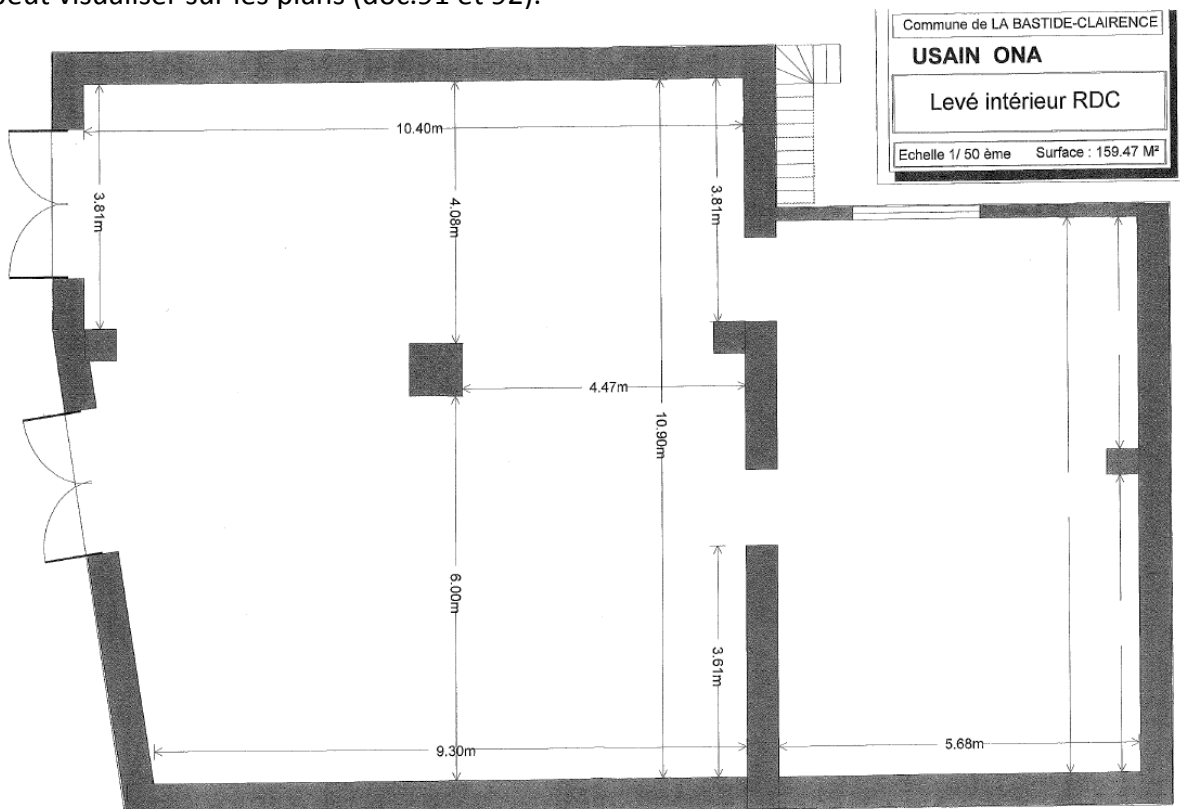 peut visualiser sur les plans (doc.91 et 92).
Commune de LA BASTIDE-CLAIRENCE
USAIN ONA
Levé intérieur RDC
Echelle 1/ 50 ème Surface : 159.47 M²
10.40m
3.81m
4.08m
3.81m
4.47m
10.90m
6.00m
3.61m
9.30m
5.68m